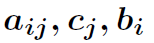 a_{ij}, c_j, b_i